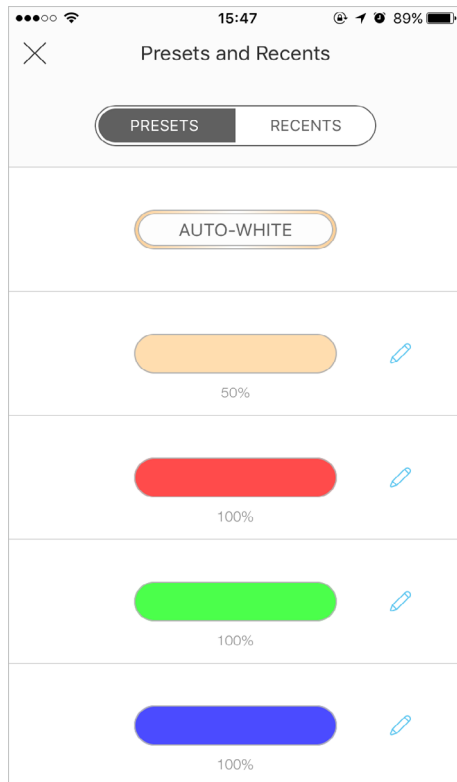 15:47
89%
Presets and Recents
PRESETS
RECENTS
AUTO-WHITE
50%
100%
100%
100%